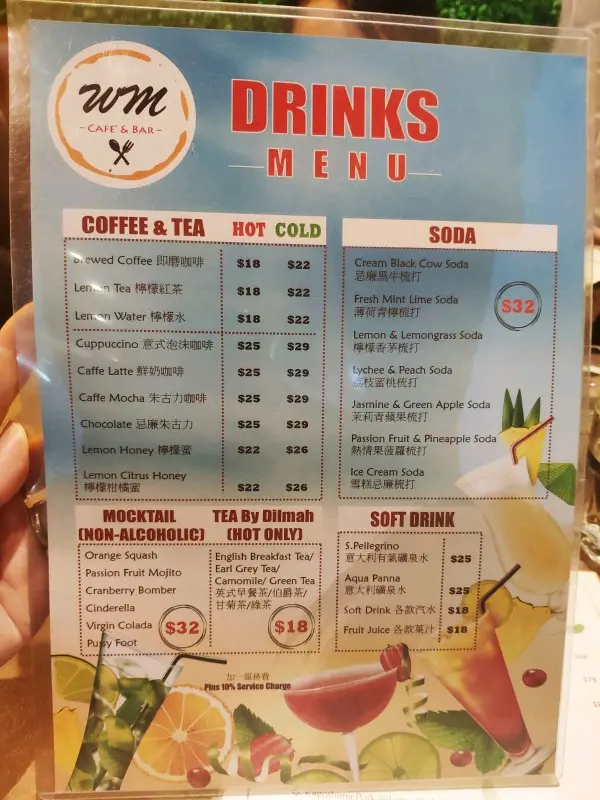 WM
- CAFE & BAR -
DRINKS
MENU
COFFEE & TEA HOT COLD
Brewed Coffee 即磨咖啡 $18 $22
Lemon Tea 檸檬紅茶 $18 $22
Lemon Water 檸檬水 $18 $22
Cuppuccino 意式泡沫咖啡 $25 $29
Caffe Latte 鮮奶咖啡 $25 $29
Caffe Mocha 朱古力咖啡 $25 $29
Chocolate 忌廉朱古力 $25 $29
Lemon Honey 檸檬蜜 $22 $26
Lemon Citrus Honey
檸檬柑橘蜜 $22 $26
SODA
Cream Black Cow Soda
忌廉黑牛梳打
Fresh Mint Lime Soda
薄荷青檸梳打
$32
Lemon & Lemongrass Soda
檸檬香茅梳打
Lychee & Peach Soda
荔枝蜜桃梳打
Jasmine & Green Apple Soda
茉莉青蘋果梳打
Passion Fruit & Pineapple Soda
熱情果菠蘿梳打
Ice Cream Soda
雪糕忌廉梳打
MOCKTAIL
(NON-ALCOHOLIC)
Orange Squash
Passion Fruit Mojito
Cranberry Bomber
Cinderella
Virgin Colada
Pussy Foot
$32
TEA By Dilmah
(HOT ONLY)
English Breakfast Tea/
Earl Grey Tea/
Camomile/ Green Tea
英式早餐茶/伯爵茶/
甘菊茶/綠茶
$18
SOFT DRINK
S.Pellegrino
意大利有氣礦泉水 $25
Aqua Panna
意大利礦泉水 $25
Soft Drink 各款汽水 $18
Fruit Juice 各款菓汁 $18
加一服務費
Plus 10% Service Charge